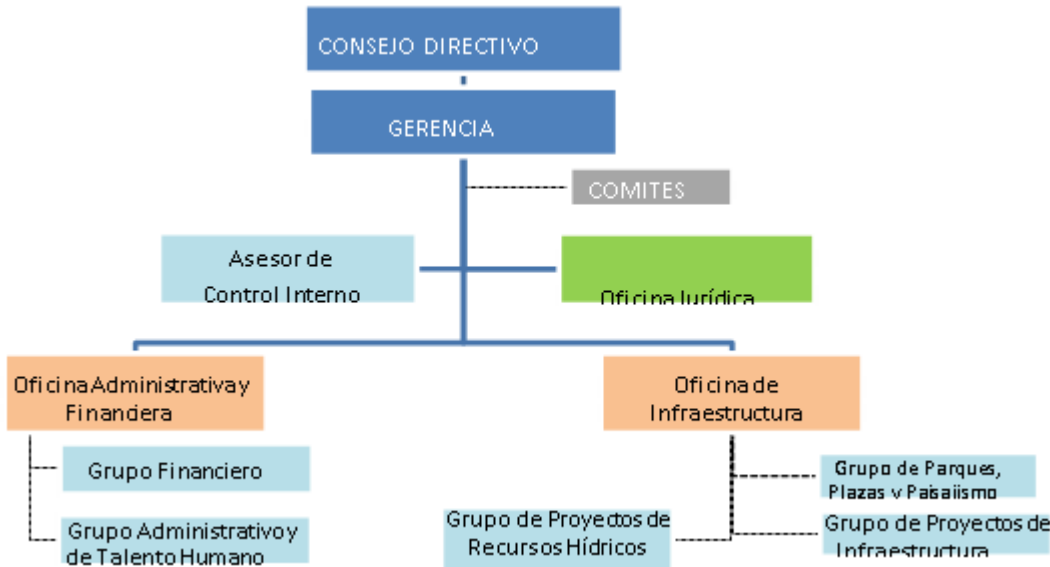 CONSEJO DIRECTIVO
GERENCIA
COMITES
Asesor de
Control Interno
Oficina Jurídica
Oficina Administrativa y
Financiera
Oficina de
Infraestructura
Grupo Financiero
Grupo de Parques,
Plazas y Paisajismo
Grupo Administrativo y
de Talento Humano
Grupo de Proyectos de
Recursos Hídricos
Grupo de Proyectos de
Infraestructura